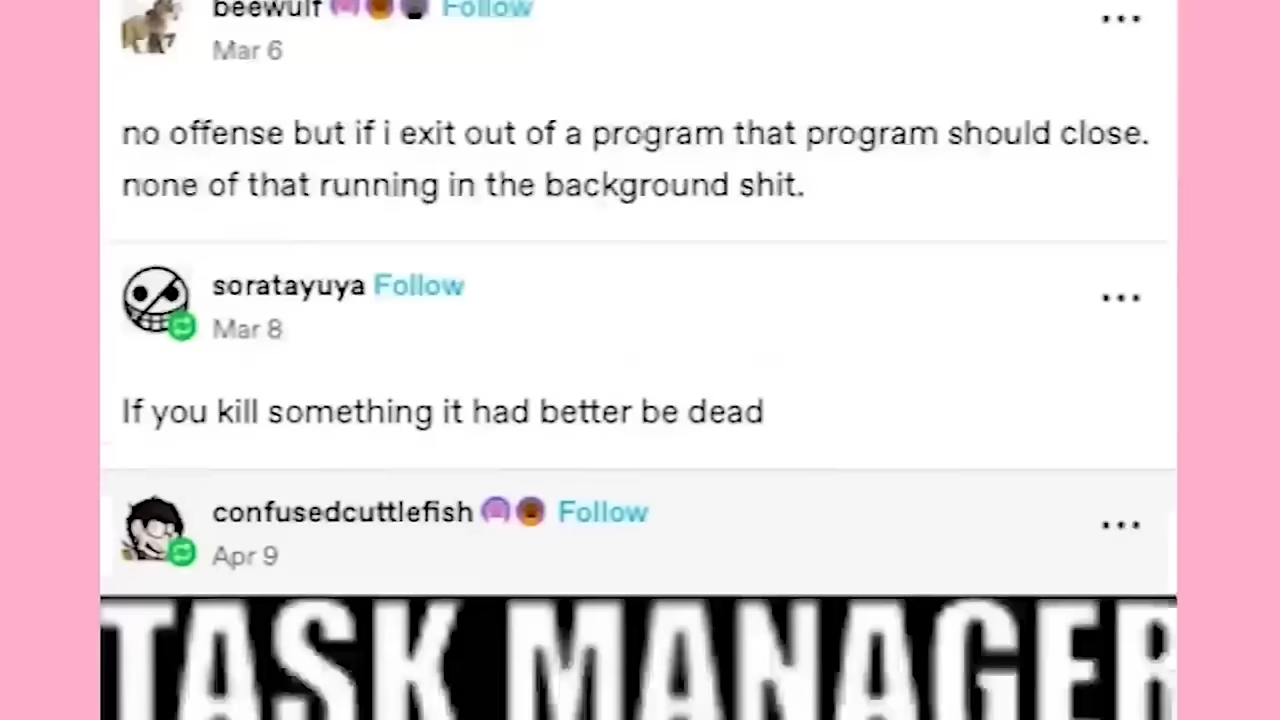 beewulf Follow
Mar 6
no offense but if i exit out of a program that program should close.
none of that running in the background shit.
soratayuya Follow
Mar 8
If you kill something it had better be dead
confusedcuttlefish Follow
Apr 9
TASK MANAGER